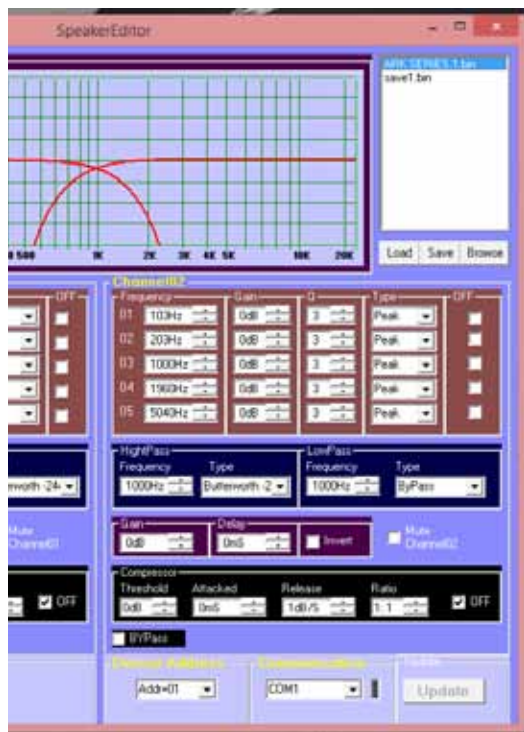 SpeakerEditor
ARK SERIES.1.bin
save1.bin
500 1K 2K 3K 4K 5K 10K 20K
Load Save Browse
Channel02
OFF Frequency Gain Q Type OFF
01 103Hz 0dB 3 Peak
02 203Hz 0dB 3 Peak
03 1000Hz 0dB 3 Peak
04 1960Hz 0dB 3 Peak
05 5040Hz 0dB 3 Peak
HightPass LowPass
Frequency Type Frequency Type
erworth -24 1000Hz Butterworth -2 1000Hz ByPass
Mute Channel01
Gain Delay
0dB 0mS Invert
Mute Channel02
Compressor
Threshold Attacked Release Ratio
OFF 0dB 0mS 1dB/S 1: 1 OFF
BYPass
Device Address Communication
Addr=01 COM1 Update